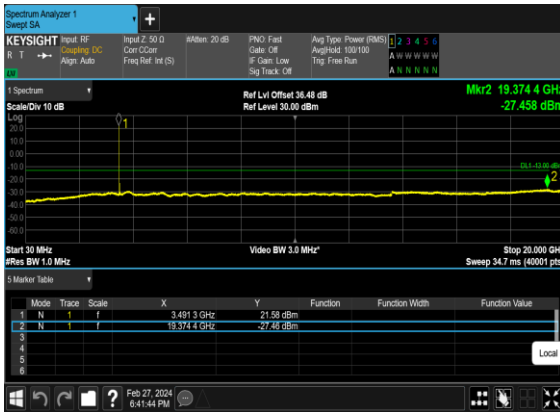 Spectrum Analyzer 1
Swept SA
+
KEYSIGHT Input: RF Input Z: 50 Ω #Atten: 20 dB PNO: Fast Avg Type: Power (RMS) 1 2 3 4 5 6
R T Coupling: DC Corr CCorr Gate: Off Avg|Hold: 100/100 A W W W W W
Align: Auto Freq Ref: Int (S) IF Gain: Low Trig: Free Run
Sig Track: Off A N N N N N
1 Spectrum Ref Lvl Offset 36.48 dB Mkr2 19.374 4 GHz
Scale/Div 10 dB Ref Level 30.00 dBm -27.458 dBm
Log
20.0
10.0
0.00
-10.0
-20.0
-30.0
-40.0
-50.0
-60.0
1
DL1 -13.00 dBm
2
Start 30 MHz Video BW 3.0 MHz* Stop 20.000 GHz
#Res BW 1.0 MHz Sweep 34.7 ms (40001 pts)
5 Marker Table
Mode Trace Scale X Y Function Function Width Function Value
1 N 1 f 3.491 3 GHz 21.58 dBm
2 N 1 f 19.374 4 GHz -27.46 dBm
3
4
5
6
Local
? Feb 27, 2024
6:41:44 PM